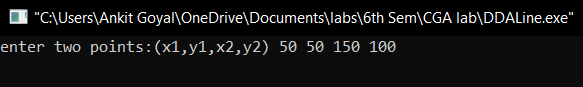 "C:\Users\Ankit Goyal\OneDrive\Documents\labs\6th Sem\CGA lab\DDALine.exe"
enter two points:(x1,y1,x2,y2) 50 50 150 100